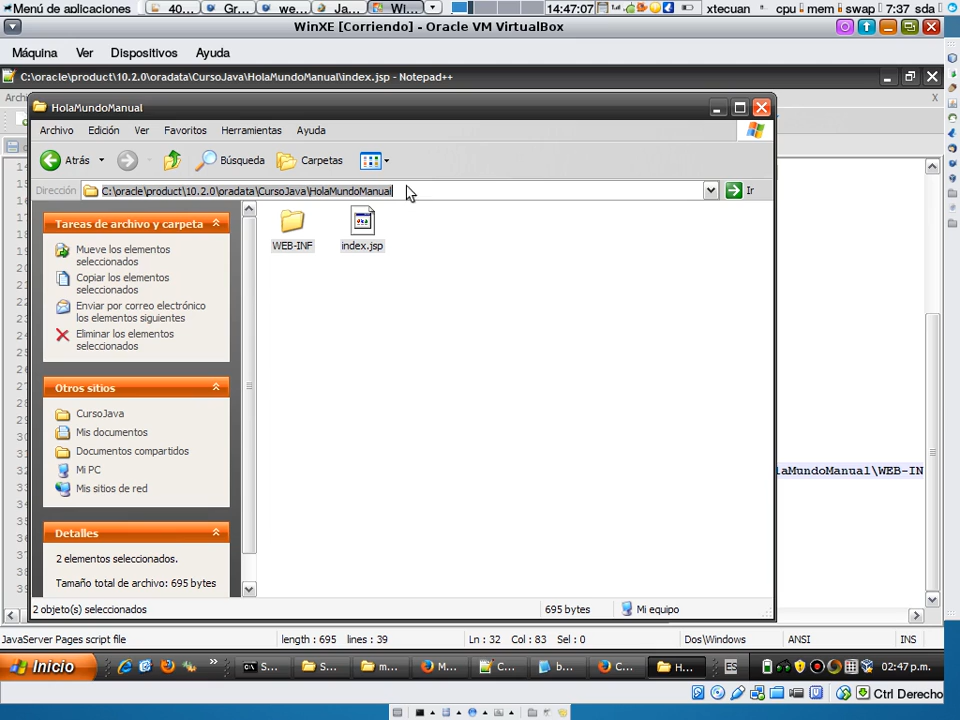 Menú de aplicaciones 40... Gr... we... Ja... Wi... 14:47:07 7:37 sda
xtecuan cpu mem swap
WinXE [Corriendo] - Oracle VM VirtualBox
Máquina Ver Dispositivos Ayuda
C:\oracle\product\10.2.0\oradata\CursoJava\HolaMundoManual\index.jsp - Notepad++
Archi
X
HolaMundoManual
Archivo Edición Ver Favoritos Herramientas Ayuda
Atrás Búsqueda Carpetas
Dirección C:\oracle\product\10.2.0\oradata\CursoJava\HolaMundoManual Ir
Tareas de archivo y carpeta
Mueve los elementos
seleccionados
Copiar los elementos
seleccionados
Enviar por correo electrónico
los elementos siguientes
Eliminar los elementos
seleccionados
WEB-INF index.jsp
Otros sitios
CursoJava
Mis documentos
Documentos compartidos
Mi PC
Mis sitios de red
laMundoManual\WEB-IN
Detalles
2 elementos seleccionados.
Tamaño total de archivo: 695 bytes
2 objeto(s) seleccionados 695 bytes Mi equipo
JavaServer Pages script file length : 695 lines : 39 Ln : 32 Col : 83 Sel : 0 Dos\Windows ANSI INS
Inicio C:\ S... S... m... M... C... b... C... H... ES 02:47 p.m.
Ctrl Derecho